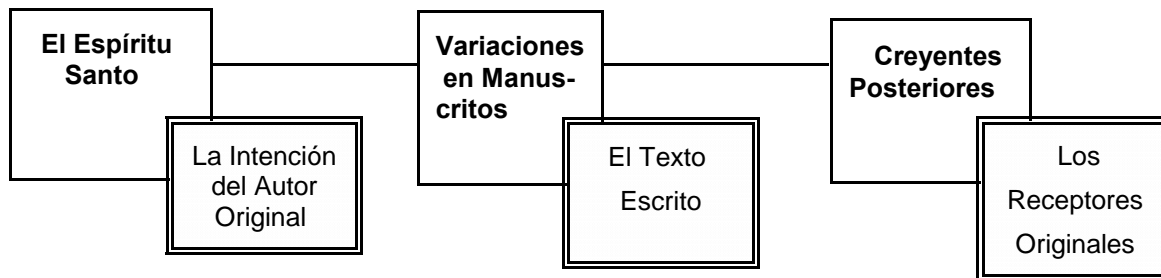 El Espíritu
Santo
La Intención
del Autor
Original
Variaciones
en Manus-
critos
El Texto
Escrito
Creyentes
Posteriores
Los
Receptores
Originales